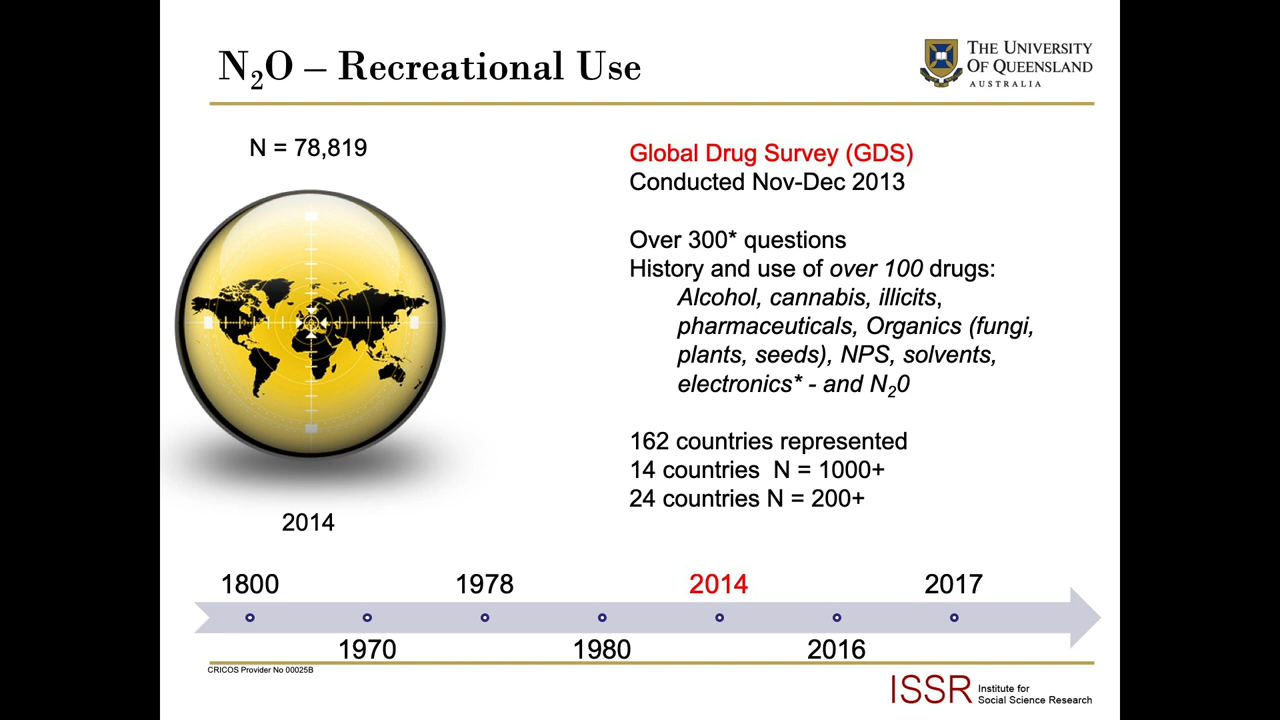 N₂O – Recreational Use
THE UNIVERSITY
OF QUEENSLAND
AUSTRALIA
N = 78,819
2014
Global Drug Survey (GDS)
Conducted Nov-Dec 2013
Over 300* questions
History and use of over 100 drugs:
Alcohol, cannabis, illicits,
pharmaceuticals, Organics (fungi,
plants, seeds), NPS, solvents,
electronics* - and N₂0
162 countries represented
14 countries N = 1000+
24 countries N = 200+
1800
1970
1978
1980
2014
2016
2017
CRICOS Provider No 00025B
ISSR
Institute for
Social Science Research